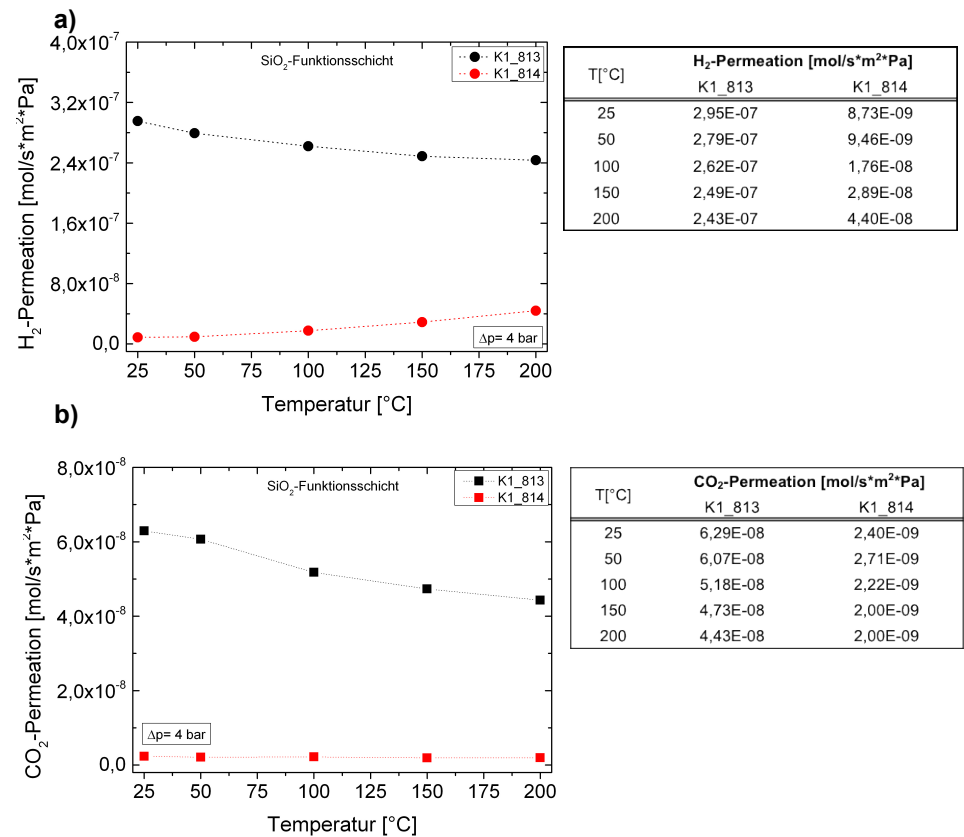 a)
H₂-Permeation [mol/s*m²*Pa]
4,0x10⁻⁷
3,2x10⁻⁷
2,4x10⁻⁷
1,6x10⁻⁷
8,0x10⁻⁸
0,0
SiO₂-Funktionsschicht
K1_813
K1_814
Δp= 4 bar
25 50 75 100 125 150 175 200
Temperatur [°C]
T[°C] H₂-Permeation [mol/s*m²*Pa]
K1_813 K1_814
25 2,95E-07 8,73E-09
50 2,79E-07 9,46E-09
100 2,62E-07 1,76E-08
150 2,49E-07 2,89E-08
200 2,43E-07 4,40E-08
b)
CO₂-Permeation [mol/s*m²*Pa]
8,0x10⁻⁸
6,0x10⁻⁸
4,0x10⁻⁸
2,0x10⁻⁸
0,0
SiO₂-Funktionsschicht
K1_813
K1_814
Δp= 4 bar
25 50 75 100 125 150 175 200
Temperatur [°C]
T[°C] CO₂-Permeation [mol/s*m²*Pa]
K1_813 K1_814
25 6,29E-08 2,40E-09
50 6,07E-08 2,71E-09
100 5,18E-08 2,22E-09
150 4,73E-08 2,00E-09
200 4,43E-08 2,00E-09